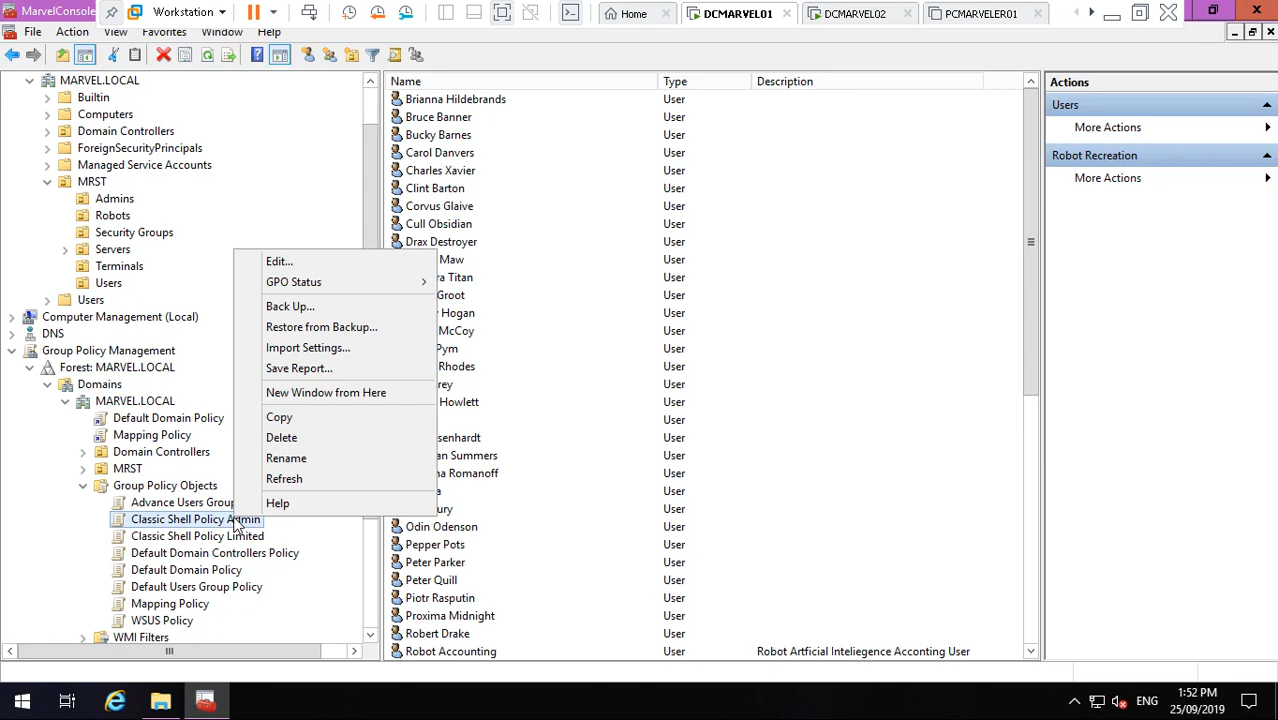 MarvelConsole
Workstation
Home
DCMARVEL01
DCMARVEL02
PCMARVELER01
File Action View Favorites Window Help
MARVEL.LOCAL
Builtin
Computers
Domain Controllers
ForeignSecurityPrincipals
Managed Service Accounts
MRST
Admins
Robots
Security Groups
Servers
Terminals
Users
Users
Computer Management (Local)
DNS
Group Policy Management
Forest: MARVEL.LOCAL
Domains
MARVEL.LOCAL
Default Domain Policy
Mapping Policy
Domain Controllers
MRST
Group Policy Objects
Advance Users Group
Classic Shell Policy Admin
Classic Shell Policy Limited
Default Domain Controllers Policy
Default Domain Policy
Default Users Group Policy
Mapping Policy
WSUS Policy
WMI Filters
Edit...
GPO Status
Back Up...
Restore from Backup...
Import Settings...
Save Report...
New Window from Here
Copy
Delete
Rename
Refresh
Help
Name Type Description
Brianna Hildebrands User
Bruce Banner User
Bucky Barnes User
Carol Danvers User
Charles Xavier User
Clint Barton User
Corvus Glaive User
Cull Obsidian User
Drax Destroyer User
Maw User
ra Titan User
Groot User
y Hogan User
McCoy User
Pym User
Rhodes User
rey User
Howlett User
User
senhardt User
an Summers User
na Romanoff User
a User
ury User
Odin Odenson User
Pepper Pots User
Peter Parker User
Peter Quill User
Piotr Rasputin User
Proxima Midnight User
Robert Drake User
Robot Accounting User Robot Artficial Inteliegence Acconting User
Actions
Users
More Actions
Robot Recreation
More Actions
ENG
1:52 PM
25/09/2019